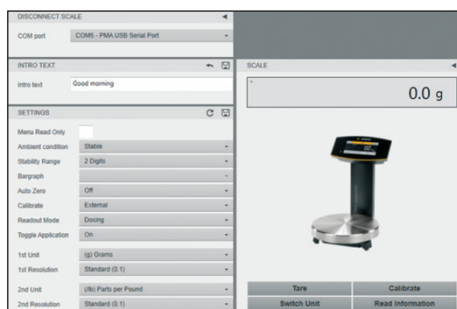 DISCONNECT SCALE
COM port COM5 - PMA USB Serial Port
INTRO TEXT
Intro text Good morning
SETTINGS
Menu Read Only
Ambient condition Stable
Stability Range 2 Digits
Bargraph
Auto Zero Off
Calibrate External
Readout Mode Dosing
Toggle Application On
1st Unit (g) Grams
1st Resolution Standard (0.1)
2nd Unit (lb) Parts per Pound
2nd Resolution Standard (0.1)
SCALE
0.0 g
Tare Calibrate
Switch Unit Read Information